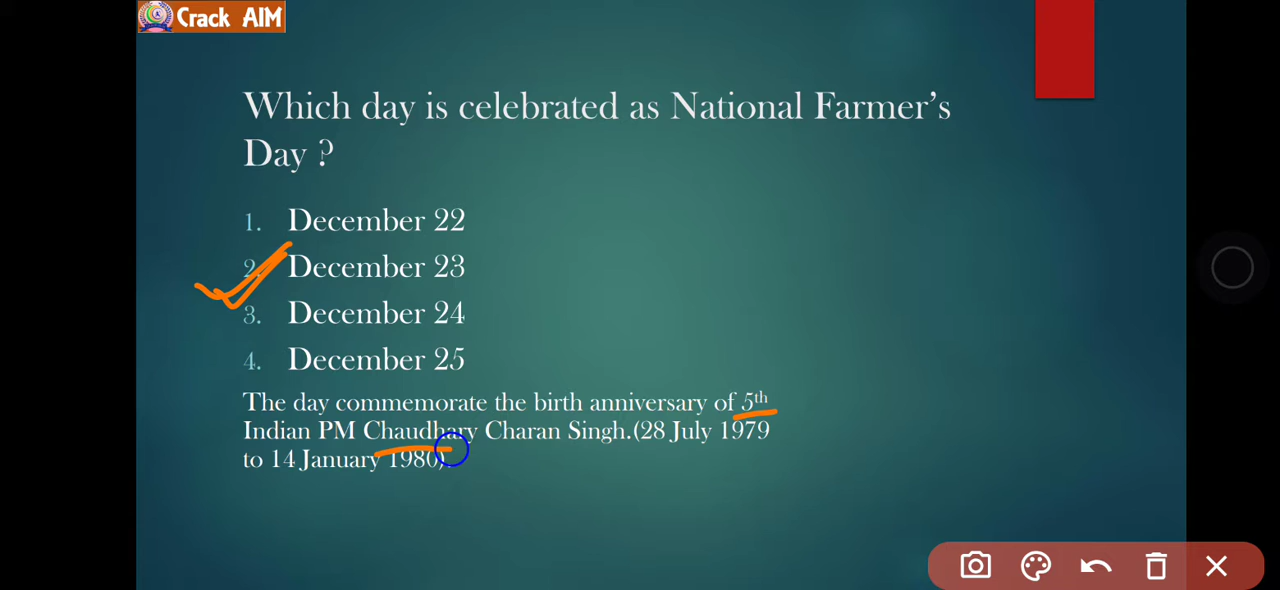 Crack AIM
Which day is celebrated as National Farmer's
Day ?
1. December 22
2. December 23
3. December 24
4. December 25
The day commemorate the birth anniversary of 5th
Indian PM Chaudhary Charan Singh.(28 July 1979
to 14 January 1980).